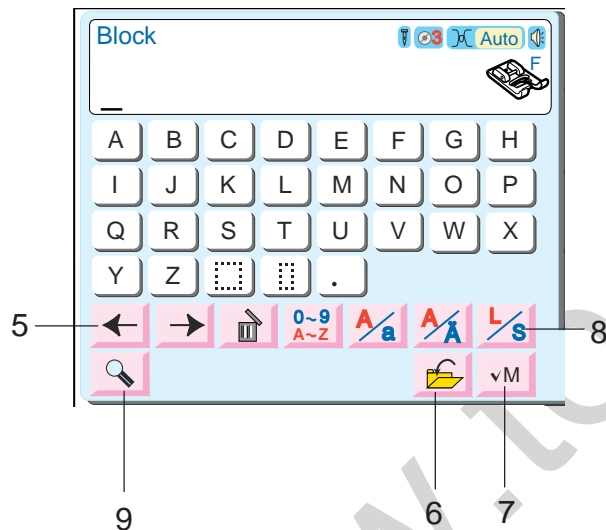 Block 3 Auto
F
A B C D E F G H
I J K L M N O P
Q R S T U V W X
Y Z .
5 0~9 A/a A/Ä L/S 8
A~Z
√M
9 6 7